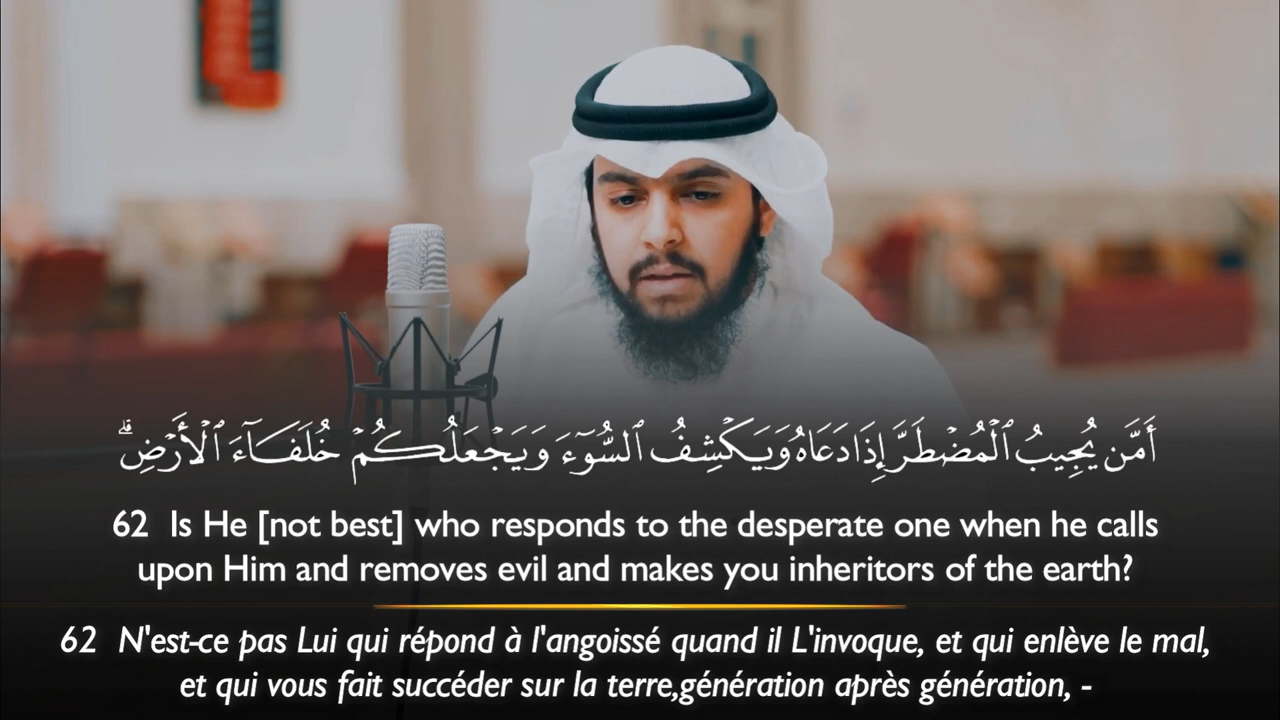 أَمَّن يُجِيبُ ٱلْمُضْطَرَّ إِذَا دَعَاهُ وَيَكْشِفُ ٱلسُّوٓءَ وَيَجْعَلُكُمْ خُلَفَآءَ ٱلْأَرْضِ ۗ
62 Is He [not best] who responds to the desperate one when he calls
upon Him and removes evil and makes you inheritors of the earth?
62 N'est-ce pas Lui qui répond à l'angoissé quand il L'invoque, et qui enlève le mal,
et qui vous fait succéder sur la terre,génération après génération, -